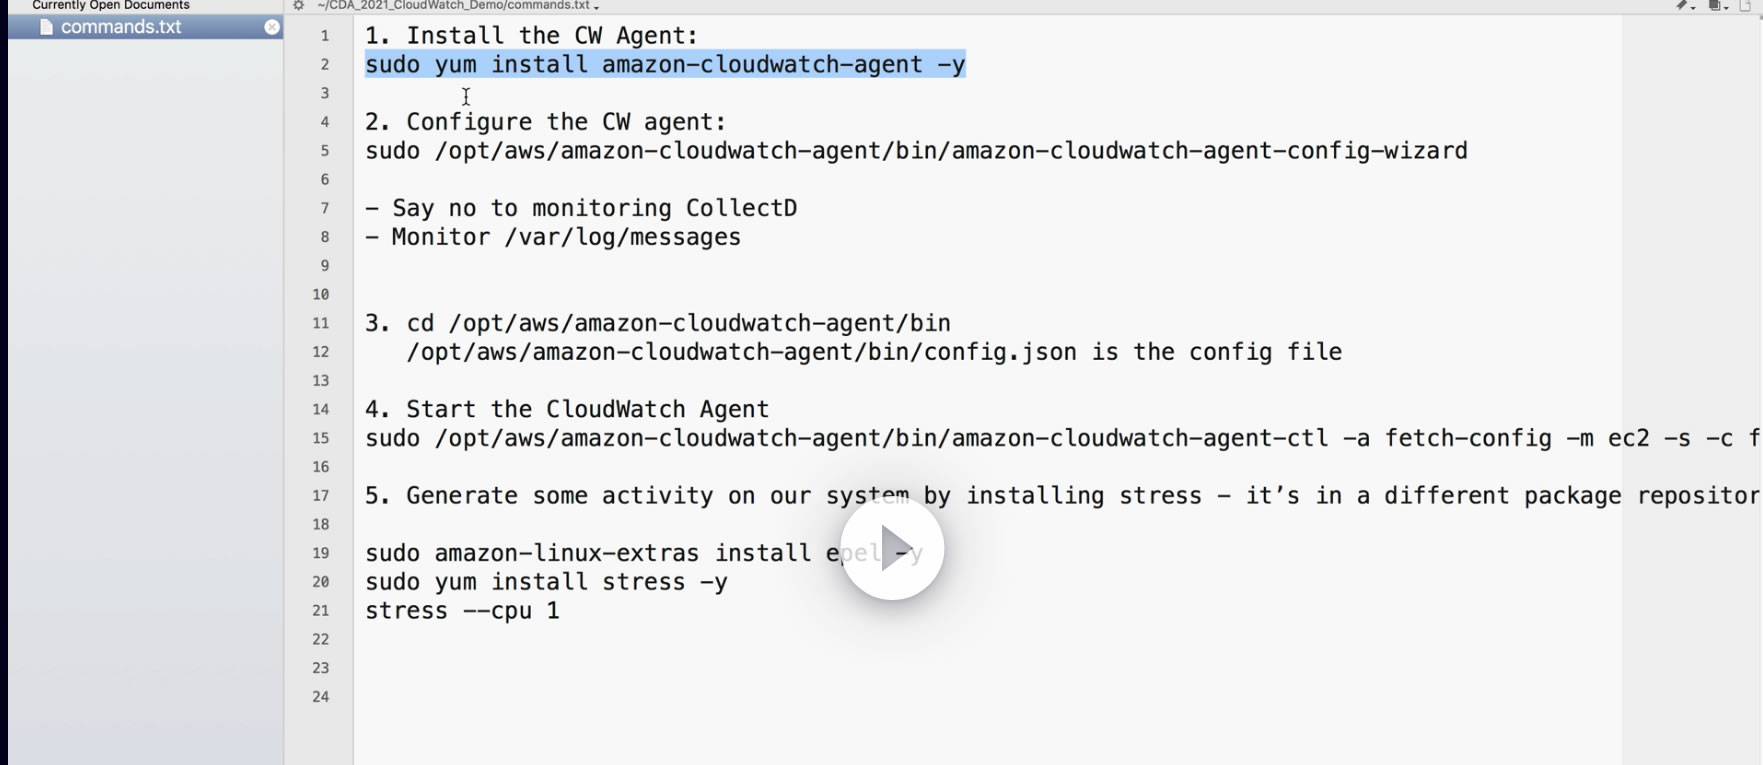 Currently Open Documents
~/CDA_2021_CloudWatch_Demo/commands.txt
commands.txt
1 1. Install the CW Agent:
2 sudo yum install amazon-cloudwatch-agent -y
3
4 2. Configure the CW agent:
5 sudo /opt/aws/amazon-cloudwatch-agent/bin/amazon-cloudwatch-agent-config-wizard
6
7 - Say no to monitoring CollectD
8 - Monitor /var/log/messages
9
10
11 3. cd /opt/aws/amazon-cloudwatch-agent/bin
12 /opt/aws/amazon-cloudwatch-agent/bin/config.json is the config file
13
14 4. Start the CloudWatch Agent
15 sudo /opt/aws/amazon-cloudwatch-agent/bin/amazon-cloudwatch-agent-ctl -a fetch-config -m ec2 -s -c f
16
17 5. Generate some activity on our system by installing stress - it's in a different package repositor
18
19 sudo amazon-linux-extras install epel -y
20 sudo yum install stress -y
21 stress --cpu 1
22
23
24